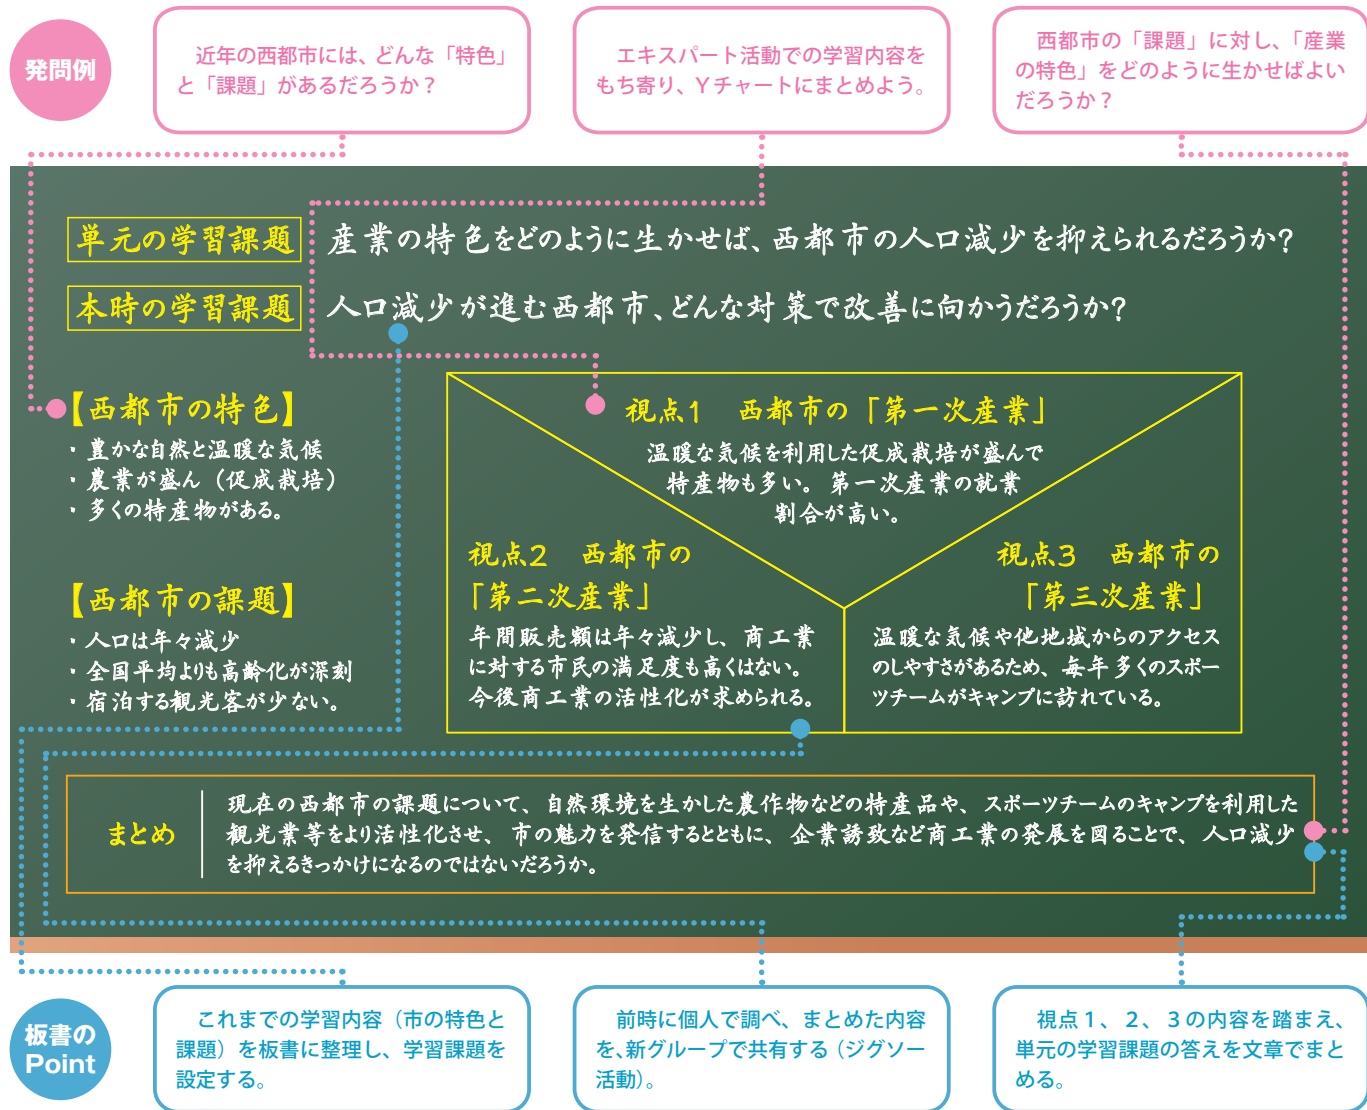 発問例
近年の西都市には、どんな「特色」
と「課題」があるだろうか？
エキスパート活動での学習内容を
もち寄り、Ｙチャートにまとめよう。
西都市の「課題」に対し、「産業
の特色」をどのように生かせばよい
だろうか？
単元の学習課題　産業の特色をどのように生かせば、西都市の人口減少を抑えられるだろうか?
本時の学習課題　人口減少が進む西都市、どんな対策で改善に向かうだろうか?
【西都市の特色】
・豊かな自然と温暖な気候
・農業が盛ん（促成栽培）
・多くの特産物がある。
【西都市の課題】
・人口は年々減少
・全国平均よりも高齢化が深刻
・宿泊する観光客が少ない。
視点1　西都市の「第一次産業」
温暖な気候を利用した促成栽培が盛んで
特産物も多い。第一次産業の就業
割合が高い。
視点2　西都市の
「第二次産業」
年間販売額は年々減少し、商工業
に対する市民の満足度も高くはない。
今後商工業の活性化が求められる。
視点3　西都市の
「第三次産業」
温暖な気候や他地域からのアクセス
のしやすさがあるため、毎年多くのスポー
ツチームがキャンプに訪れている。
まとめ
現在の西都市の課題について、自然環境を生かした農作物などの特産品や、スポーツチームのキャンプを利用した
観光業等をより活性化させ、市の魅力を発信するとともに、企業誘致など商工業の発展を図ることで、人口減少
を抑えるきっかけになるのではないだろうか。
板書の
Point
これまでの学習内容（市の特色と
課題）を板書に整理し、学習課題を
設定する。
前時に個人で調べ、まとめた内容
を、新グループで共有する（ジグソー
活動）。
視点１、２、３の内容を踏まえ、
単元の学習課題の答えを文章でまと
める。